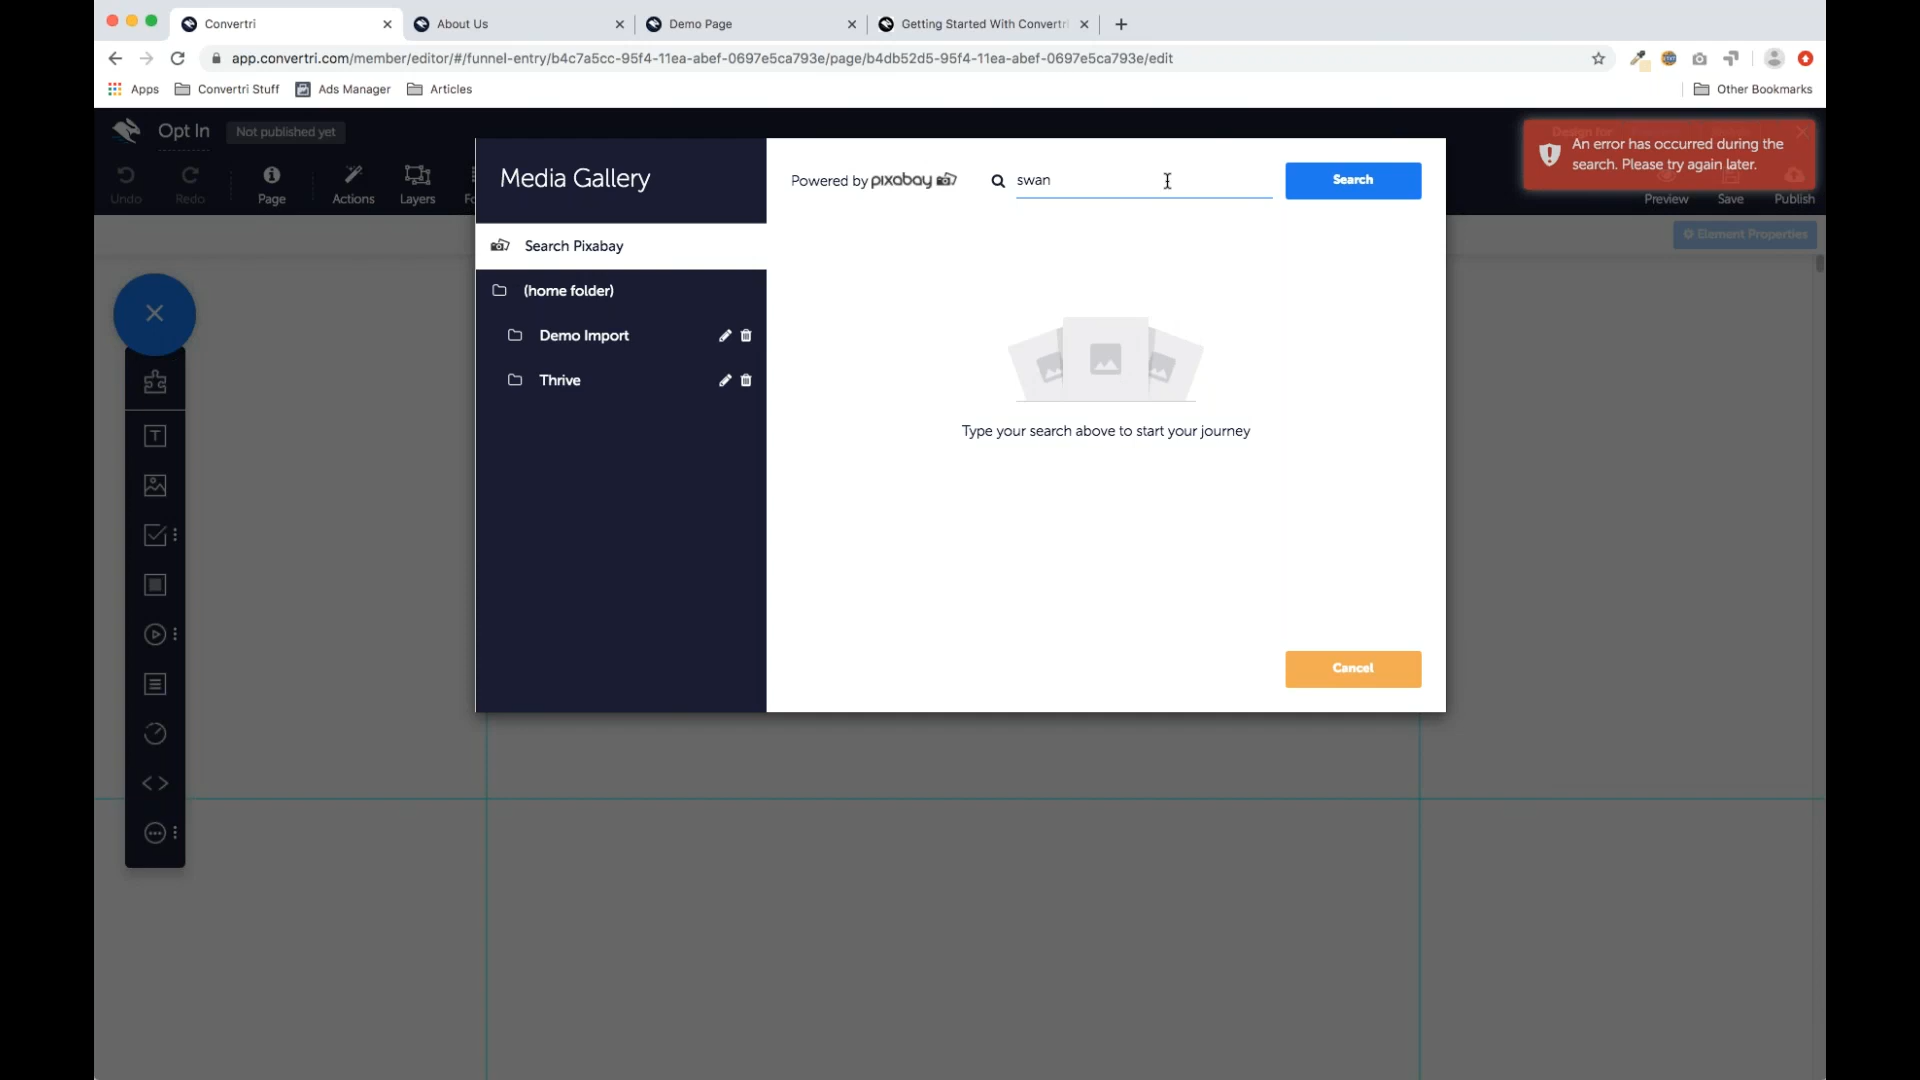 Convertri
About Us
Demo Page
Getting Started With Convertri
app.convertri.com/member/editor/#/funnel-entry/b4c7a5cc-95f4-11ea-abef-0697e5ca793e/page/b4db52d5-95f4-11ea-abef-0697e5ca793e/edit
Apps
Convertri Stuff
Ads Manager
Articles
Other Bookmarks
Opt In
Not published yet
Undo
Redo
Page
Actions
Layers
Fo
Media Gallery
Search Pixabay
(home folder)
Demo Import
Thrive
Powered by pixabay
swan
Search
Type your search above to start your journey
Cancel
Design for
An error has occurred during the
search. Please try again later.
Preview
Save
Publish
Element Properties